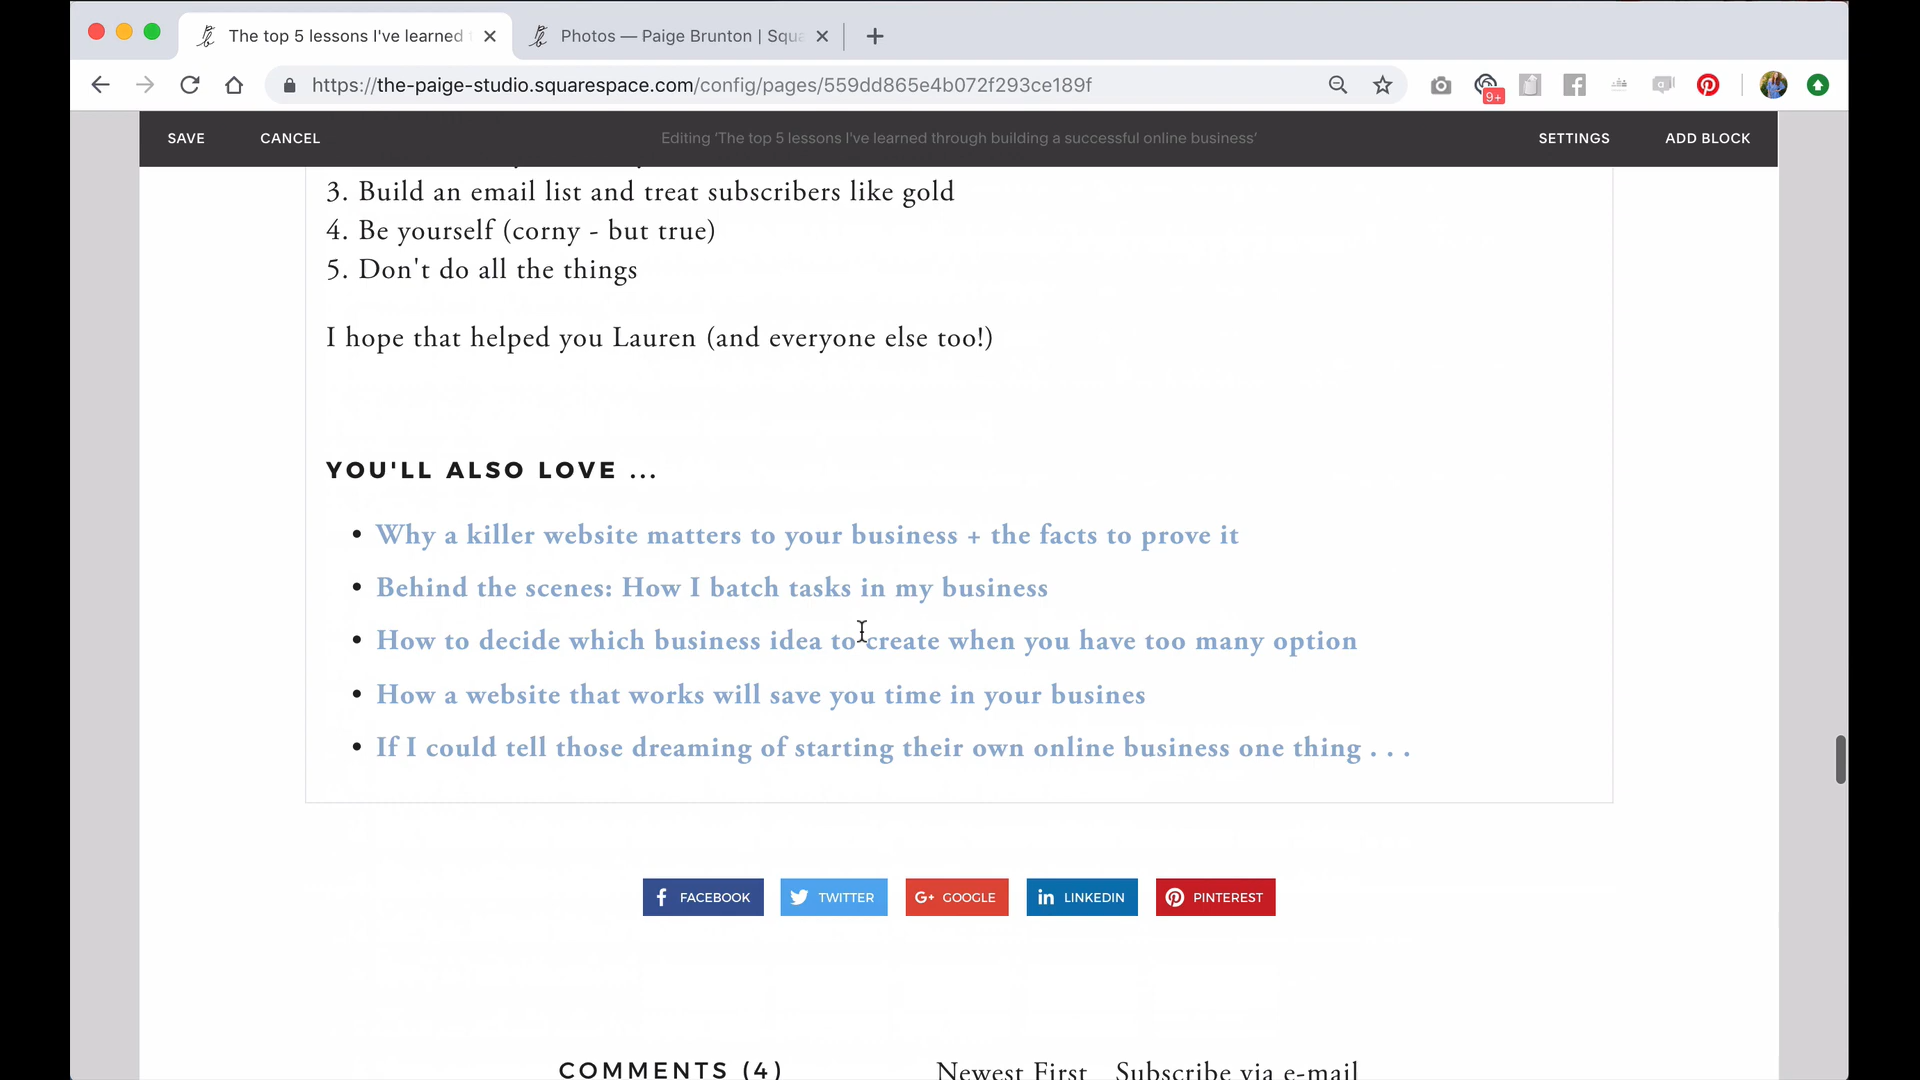 The top 5 lessons I've learned
Photos — Paige Brunton | Squa
https://the-paige-studio.squarespace.com/config/pages/559dd865e4b072f293ce189f
9+
SAVE CANCEL Editing 'The top 5 lessons I've learned through building a successful online business' SETTINGS ADD BLOCK
3. Build an email list and treat subscribers like gold
4. Be yourself (corny - but true)
5. Don't do all the things
I hope that helped you Lauren (and everyone else too!)
YOU'LL ALSO LOVE ...
• Why a killer website matters to your business + the facts to prove it
• Behind the scenes: How I batch tasks in my business
• How to decide which business idea to create when you have too many option
• How a website that works will save you time in your busines
• If I could tell those dreaming of starting their own online business one thing . . .
FACEBOOK TWITTER G+ GOOGLE in LINKEDIN PINTEREST
COMMENTS (4) Newest First Subscribe via e-mail